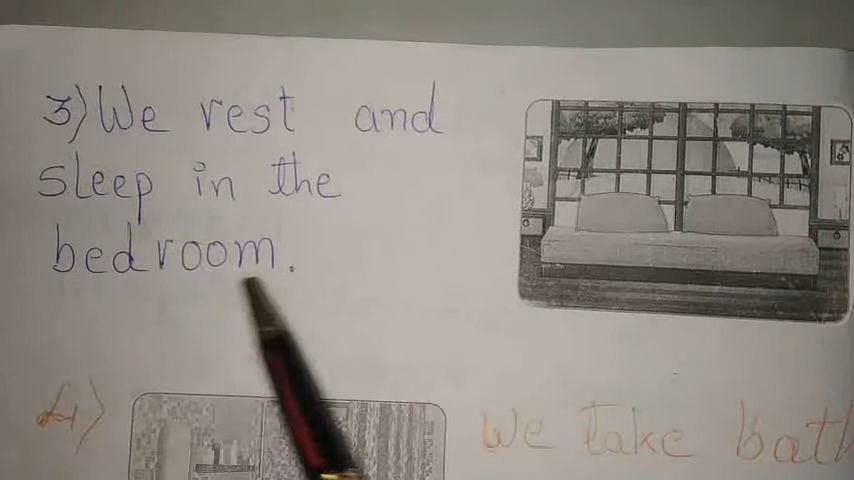 3) We rest and
sleep in the
bedroom.
4) We take bath